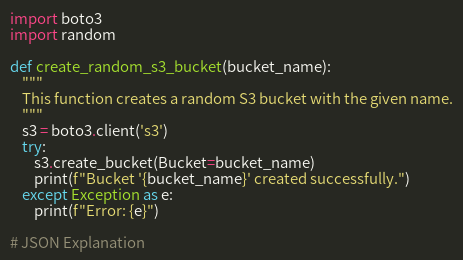 import boto3
import random

def create_random_s3_bucket(bucket_name):
    """
    This function creates a random S3 bucket with the given name.
    """
    s3 = boto3.client('s3')
    try:
        s3.create_bucket(Bucket=bucket_name)
        print(f"Bucket '{bucket_name}' created successfully.")
    except Exception as e:
        print(f"Error: {e}")

# JSON Explanation